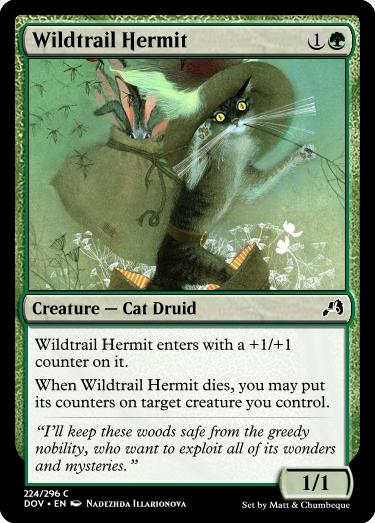 Wildtrail Hermit 1
Creature — Cat Druid
Wildtrail Hermit enters with a +1/+1
counter on it.
When Wildtrail Hermit dies, you may put
its counters on target creature you control.
“I’ll keep these woods safe from the greedy
nobility, who want to exploit all of its wonders
and mysteries.”
1/1
224/296 C
DOV • EN Nadezhda Illarionova
Set by Matt & Chumbeque